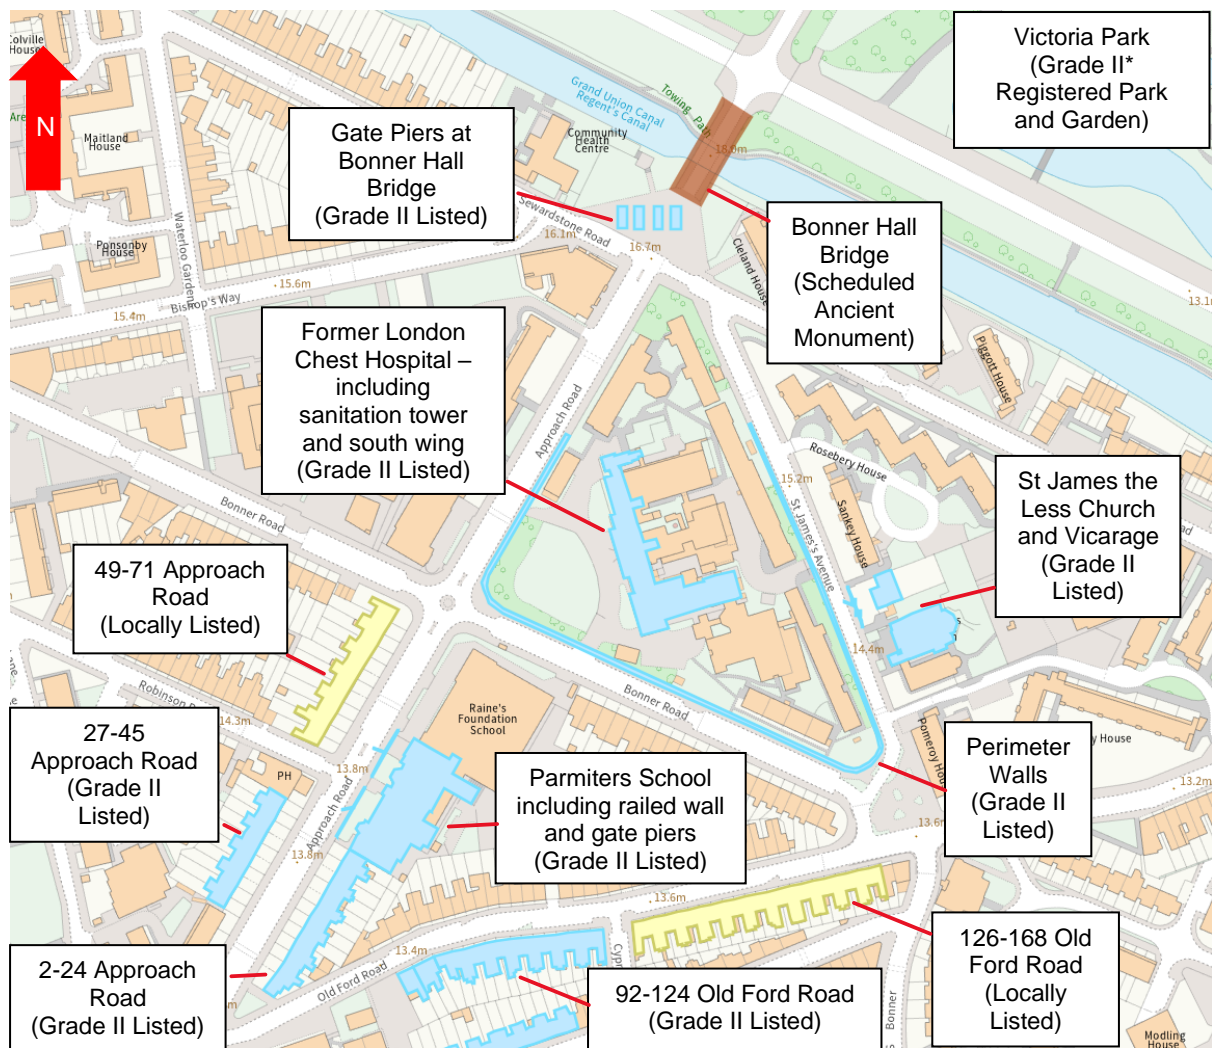 Colville
House
N
Maitland
House
Ponsonby
House
Waterloo Gardens
15.4m
15.6m
Bishop's Way
Gate Piers at
Bonner Hall
Bridge
(Grade II Listed)
Grand Union Canal
Regent's Canal
Towing Path
Community
Health
Centre
18.0m
Victoria Park
(Grade II*
Registered Park
and Garden)
Sewardstone Road
16.1m
16.7m
Cleland House
Bonner Hall
Bridge
(Scheduled
Ancient
Monument)
13.1m
Piggott House
Former London
Chest Hospital –
including
sanitation tower
and south wing
(Grade II Listed)
Approach Road
Bonner Road
Rosebery House
15.2m
St James's Avenue
Sankey House
St James the
Less Church
and Vicarage
(Grade II
Listed)
14.4m
49-71 Approach
Road
(Locally Listed)
Robinson
14.3m
27-45
Approach Road
(Grade II
Listed)
PH
13.8m
Approach Road
13.8m
Raine's
Foundation
School
Bonner Road
Parmiters School
including railed wall
and gate piers
(Grade II Listed)
Pomeroy
House
13.2m
13.6m
Perimeter
Walls
(Grade II
Listed)
2-24 Approach
Road
(Grade II Listed)
13.4m
Old Ford Road
13.6m
92-124 Old Ford Road
(Grade II Listed)
126-168 Old
Ford Road
(Locally
Listed)
Bonner
Modling
House